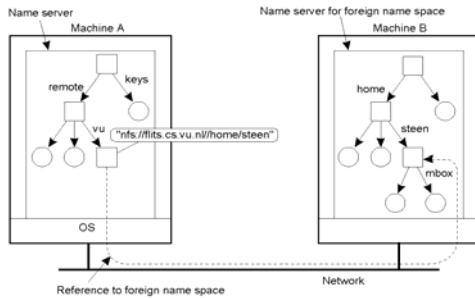 Name server
Name server for foreign name space
Machine A
Machine B
remote
keys
vu
"nfs://flits.cs.vu.nl//home/steen"
home
steen
mbox
OS
Network
Reference to foreign name space